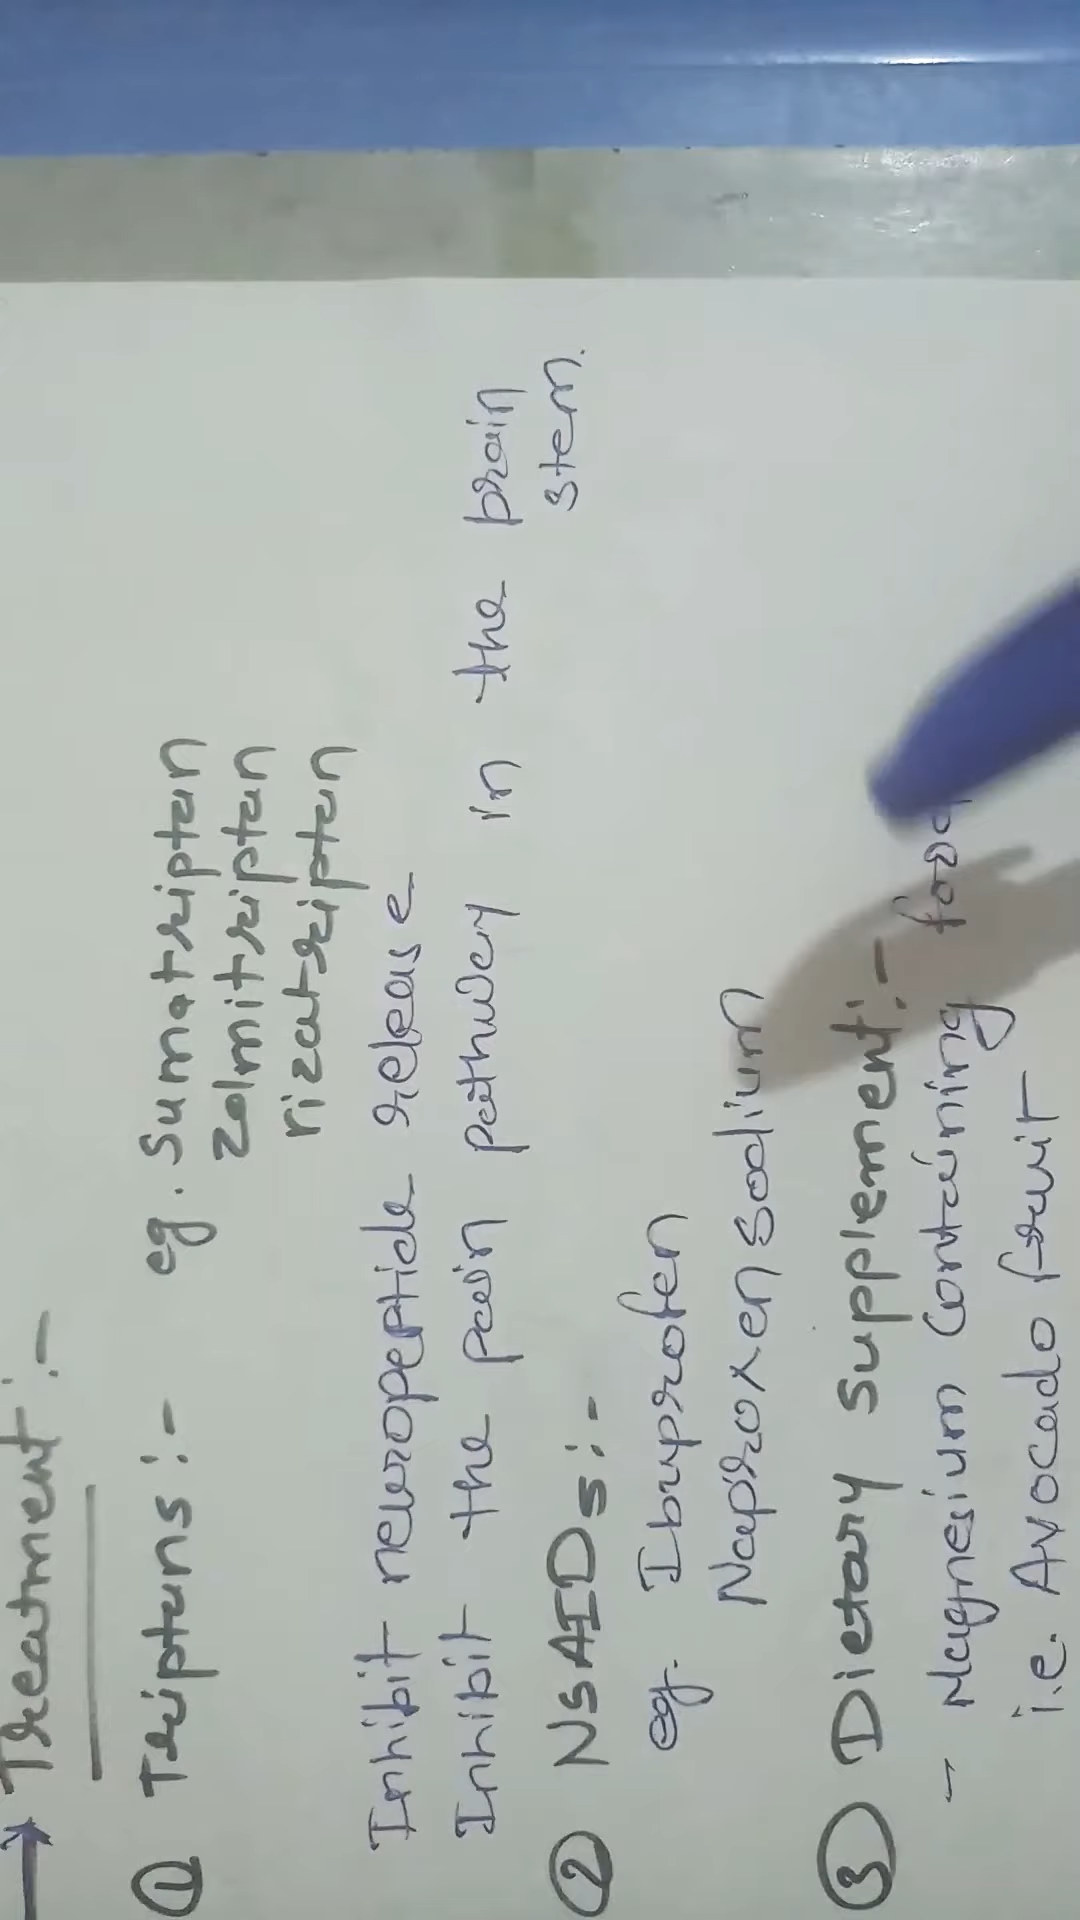 → Treatment :-
① Triptans :- eg. Sumatriptan
zolmitriptan
rizatriptan
Inhibit neuropeptide release
Inhibit the pain pathway in the brain
stem.
② NSAIDs :-
eg. Ibuprofen
Naproxen sodium
③ Dietary supplement :-
- Magnesium containing
i.e. Avocado fruit